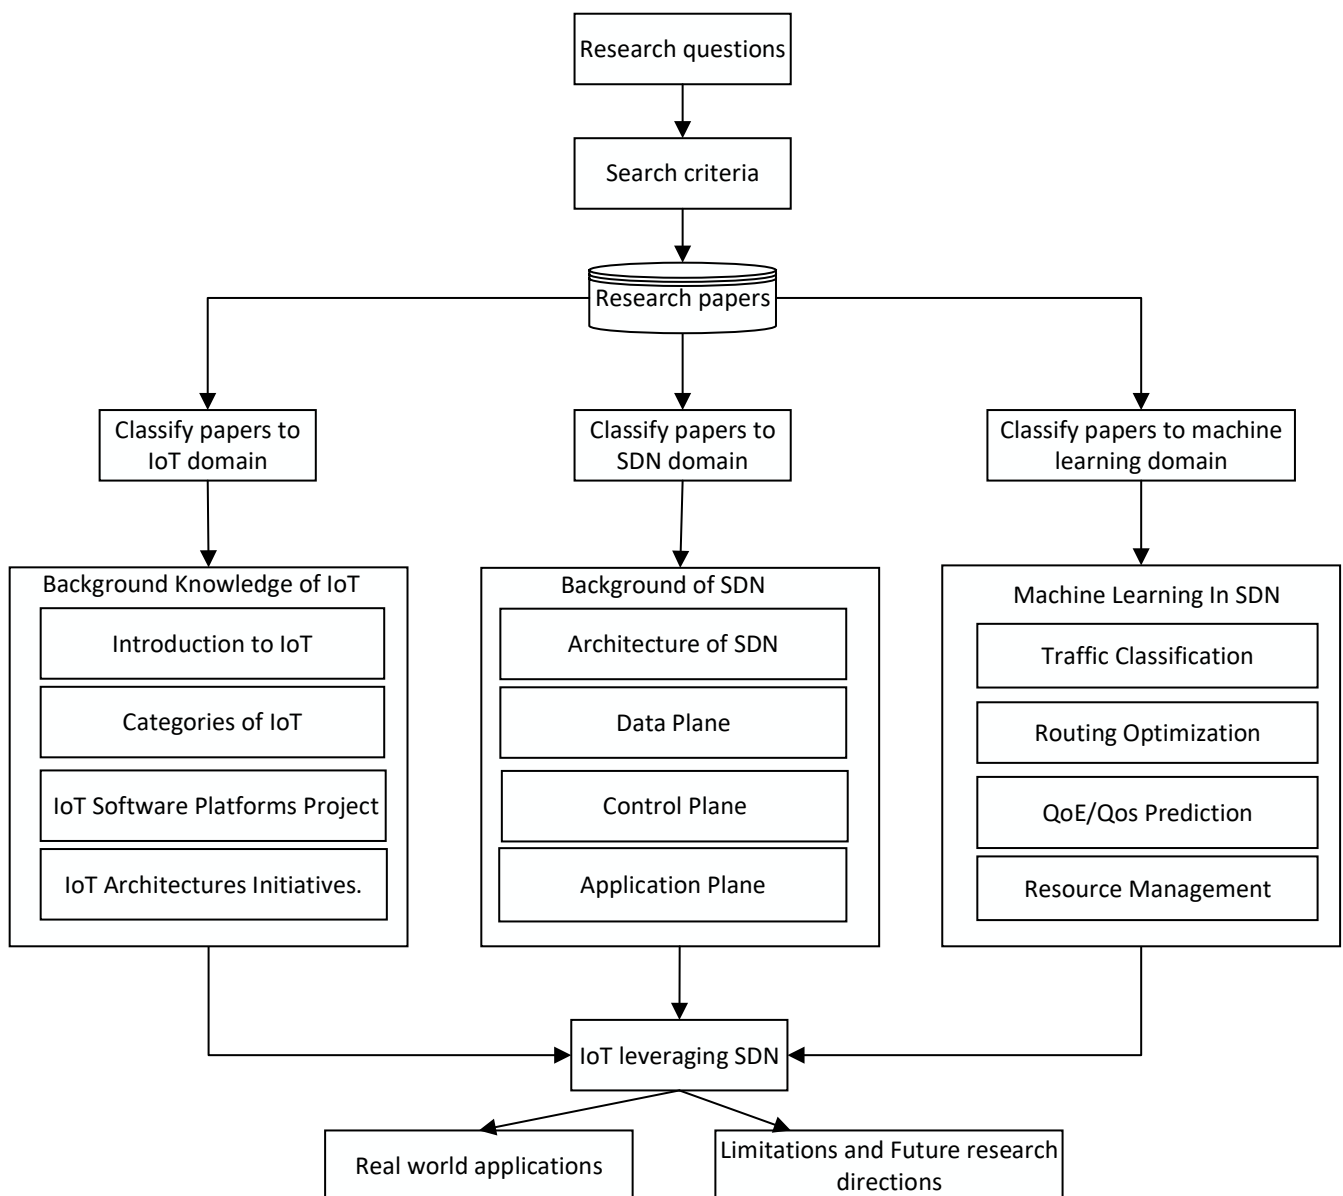 Research questions
Search criteria
Research papers
Classify papers to
IoT domain
Classify papers to
SDN domain
Classify papers to machine
learning domain
Background Knowledge of IoT
Introduction to IoT
Categories of IoT
IoT Software Platforms Project
IoT Architectures Initiatives.
Background of SDN
Architecture of SDN
Data Plane
Control Plane
Application Plane
Machine Learning In SDN
Traffic Classification
Routing Optimization
QoE/Qos Prediction
Resource Management
IoT leveraging SDN
Real world applications
Limitations and Future research
directions